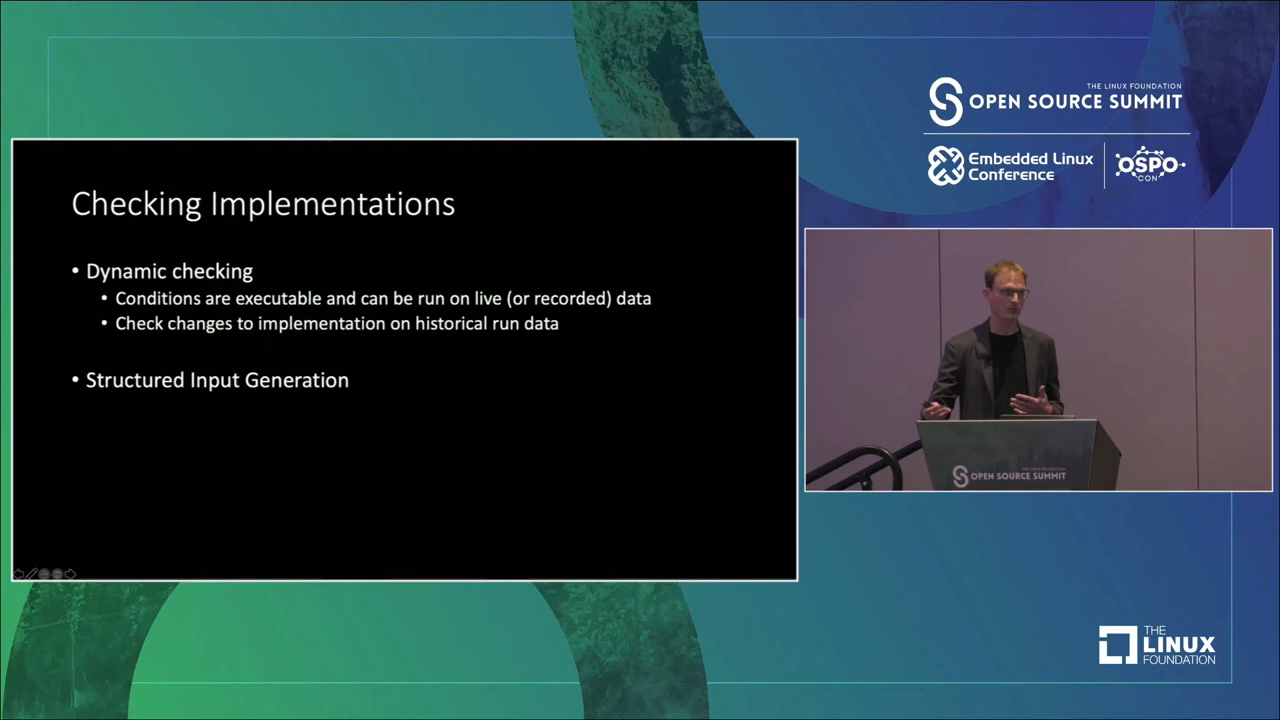 THE LINUX FOUNDATION
OPEN SOURCE SUMMIT
Embedded Linux
Conference
OSPO
CON
Checking Implementations
• Dynamic checking
• Conditions are executable and can be run on live (or recorded) data
• Check changes to implementation on historical run data
• Structured Input Generation
OPEN SOURCE SUMMIT
THE
LINUX
FOUNDATION